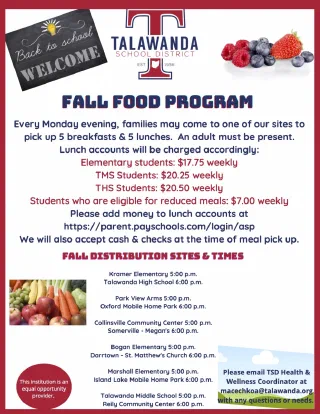 Back to school
WELCOME
TALAWANDA
SCHOOL DISTRICT
FALL FOOD PROGRAM
Every Monday evening, families may come to one of our sites to
pick up 5 breakfasts & 5 lunches. An adult must be present.
Lunch accounts will be charged accordingly:
Elementary students: $17.75 weekly
TMS Students: $20.25 weekly
THS Students: $20.50 weekly
Students who are eligible for reduced meals: $7.00 weekly
Please add money to lunch accounts at
https://parent.payschools.com/login/asp
We will also accept cash & checks at the time of meal pick up.
FALL DISTRIBUTION SITES & TIMES
Kramer Elementary 5:00 p.m.
Talawanda High School 6:00 p.m.
Park View Arms 5:00 p.m.
Oxford Mobile Home Park 6:00 p.m.
Collinsville Community Center 5:00 p.m.
Somerville - Megan's 6:00 p.m.
Bogan Elementary 5:00 p.m.
Darrtown - St. Matthew's Church 6:00 p.m.
Marshall Elementary 5:00 p.m.
Island Lake Mobile Home Park 6:00 p.m.
Talawanda Middle School 5:00 p.m.
Reily Community Center 6:00 p.m.
This institution is an
equal opportunity
provider.
Please email TSD Health &
Wellness Coordinator at
macechkoa@talawanda.org
with any questions or needs.